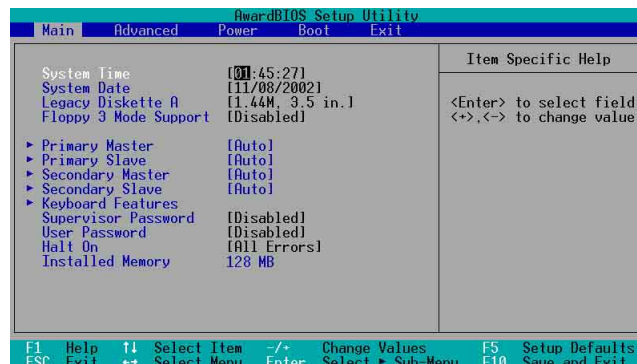 AwardBIOS Setup Utility
Main Advanced Power Boot Exit
Item Specific Help
System Time [01:45:27]
System Date [11/08/2002]
Legacy Diskette A [1.44M, 3.5 in.]
<Enter> to select field
Floppy 3 Mode Support [Disabled]
<+>,<-> to change value
▶ Primary Master [Auto]
▶ Primary Slave [Auto]
▶ Secondary Master [Auto]
▶ Secondary Slave [Auto]
▶ Keyboard Features
Supervisor Password [Disabled]
User Password [Disabled]
Halt On [All Errors]
Installed Memory 128 MB
F1 Help ↑↓ Select Item -/+ Change Values F5 Setup Defaults
ESC Exit ←→ Select Menu Enter Select ▶ Sub-Menu F10 Save and Exit